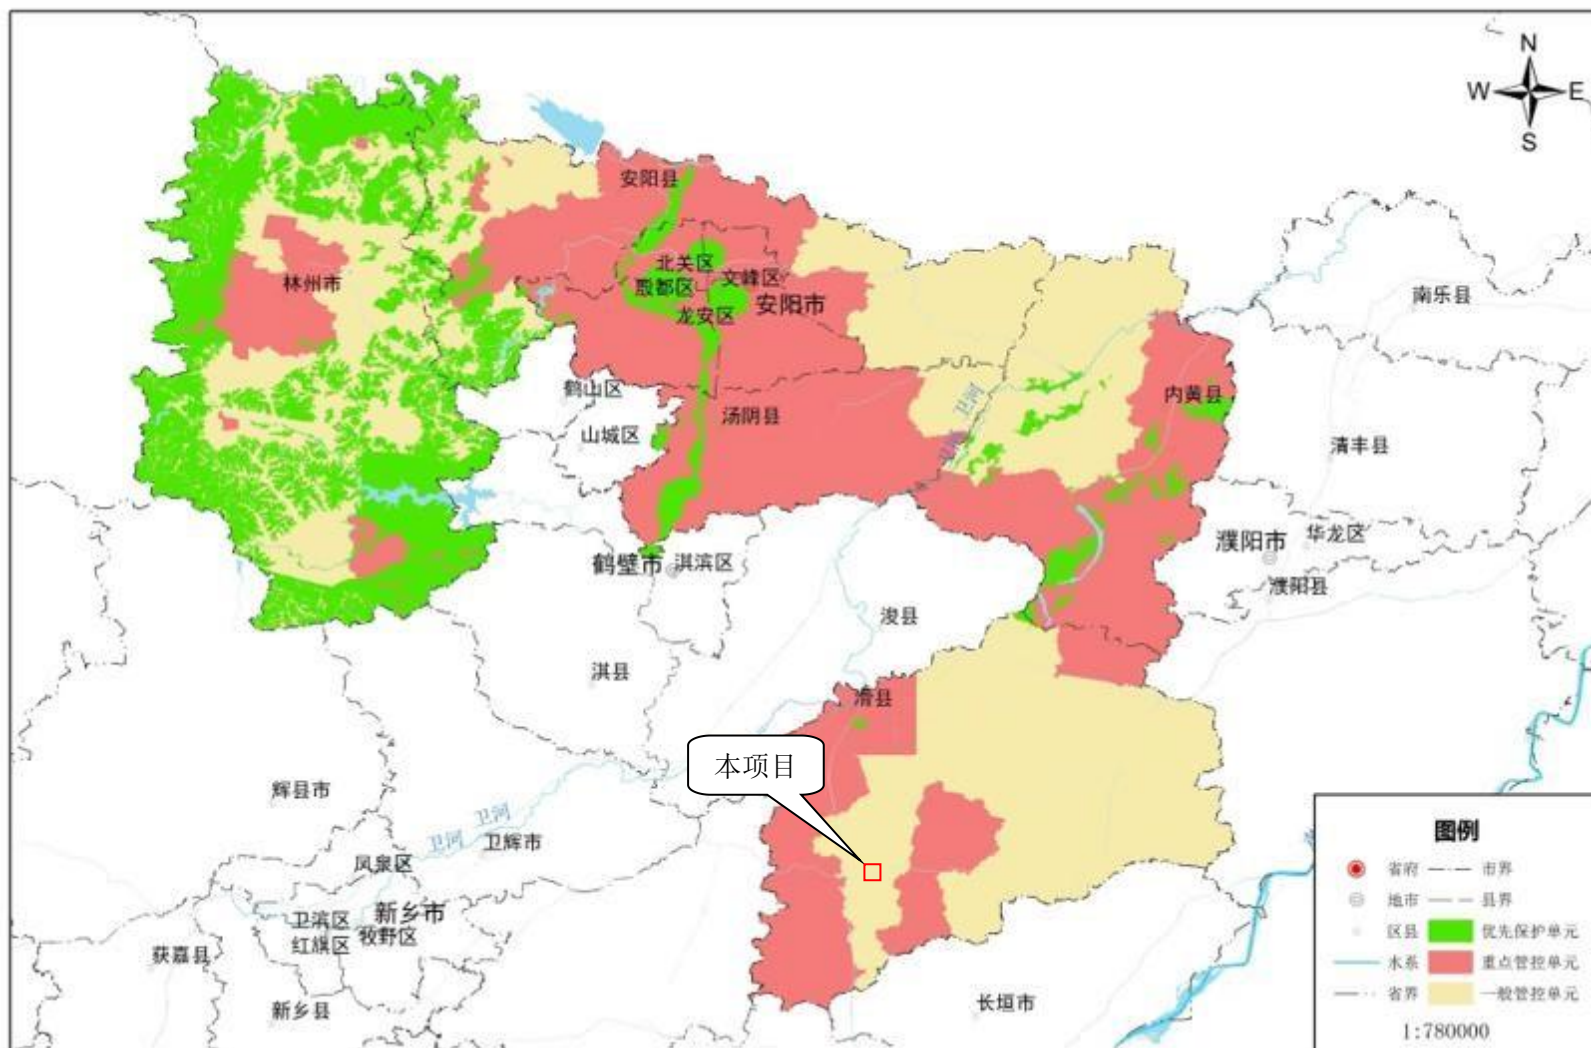 N
W E
S
安阳县
北关区
文峰区
殷都区
安阳市
龙安区
林州市
南乐县
鹤山区
汤阴县
卫河
内黄县
山城区
清丰县
濮阳市
华龙区
鹤壁市
淇滨区
濮阳县
浚县
淇县
滑县
本项目
辉县市
卫河
卫河
卫辉市
凤泉区
卫滨区
新乡市
红旗区
牧野区
获嘉县
新乡县
长垣市
图例
省府 市界
地市 县界
区县 优先保护单元
水系 重点管控单元
省界 一般管控单元
1:780000